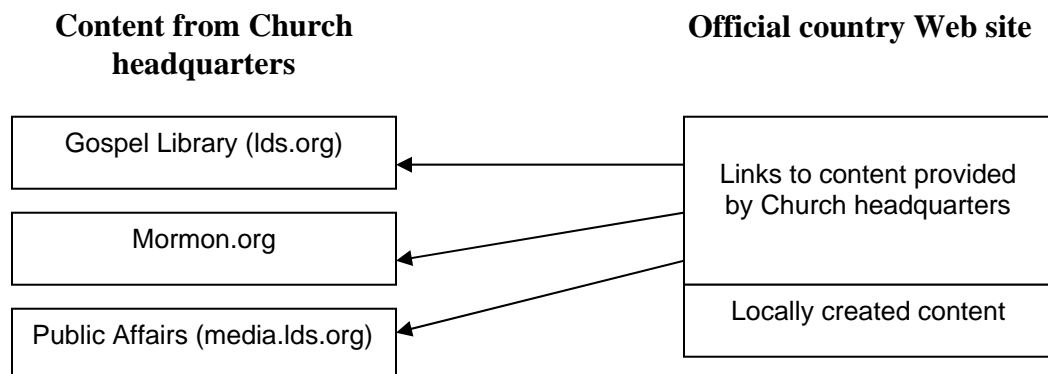 Content from Church
headquarters
Official country Web site
Gospel Library (lds.org)
Mormon.org
Public Affairs (media.lds.org)
Links to content provided
by Church headquarters
Locally created content